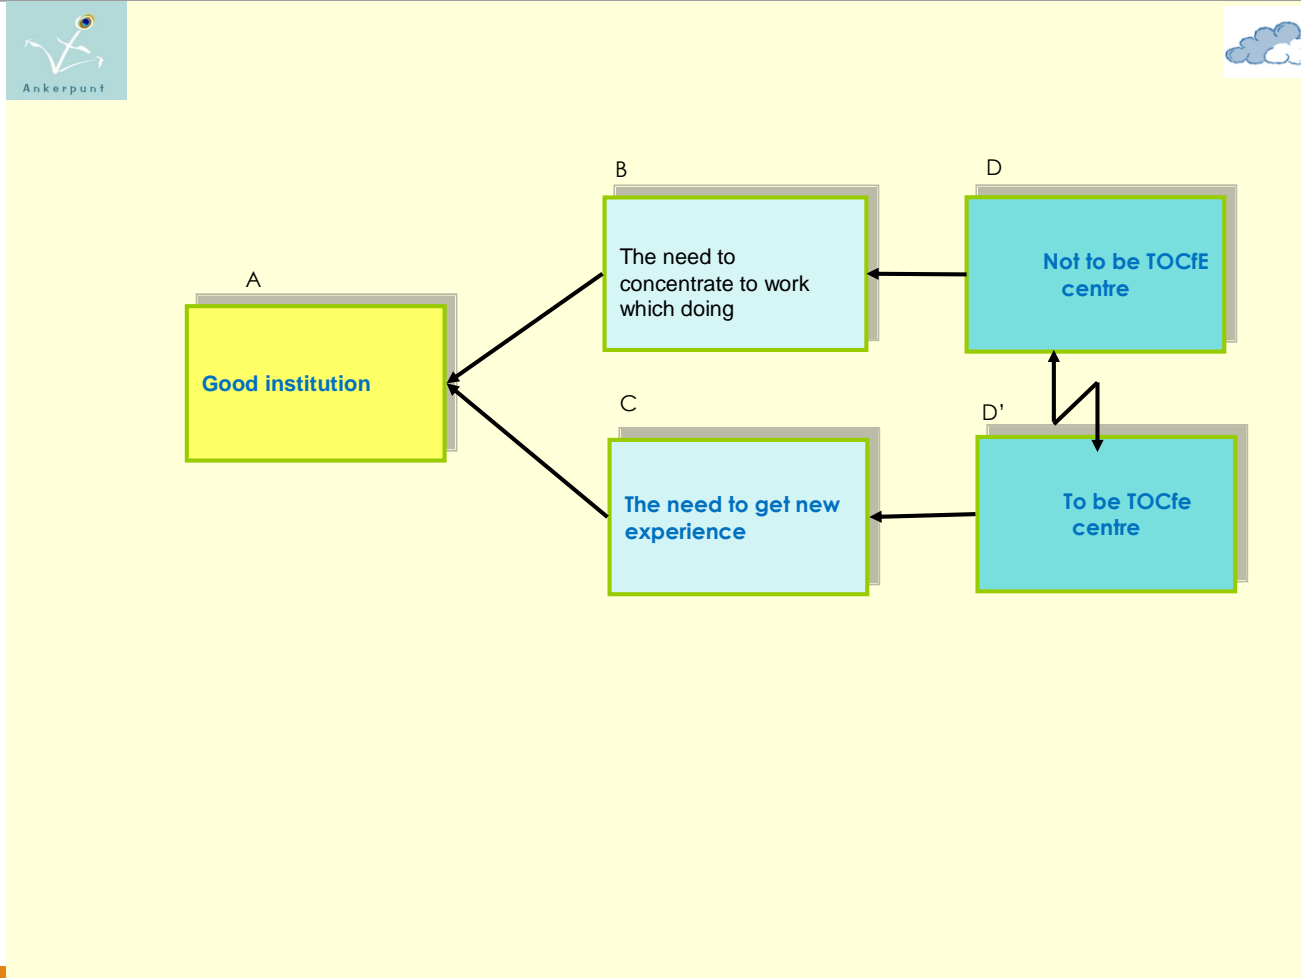 Ankerpunt
B
D
The need to
concentrate to work
which doing
Not to be TOCfE
centre
A
Good institution
C
D’
The need to get new
experience
To be TOCfe
centre